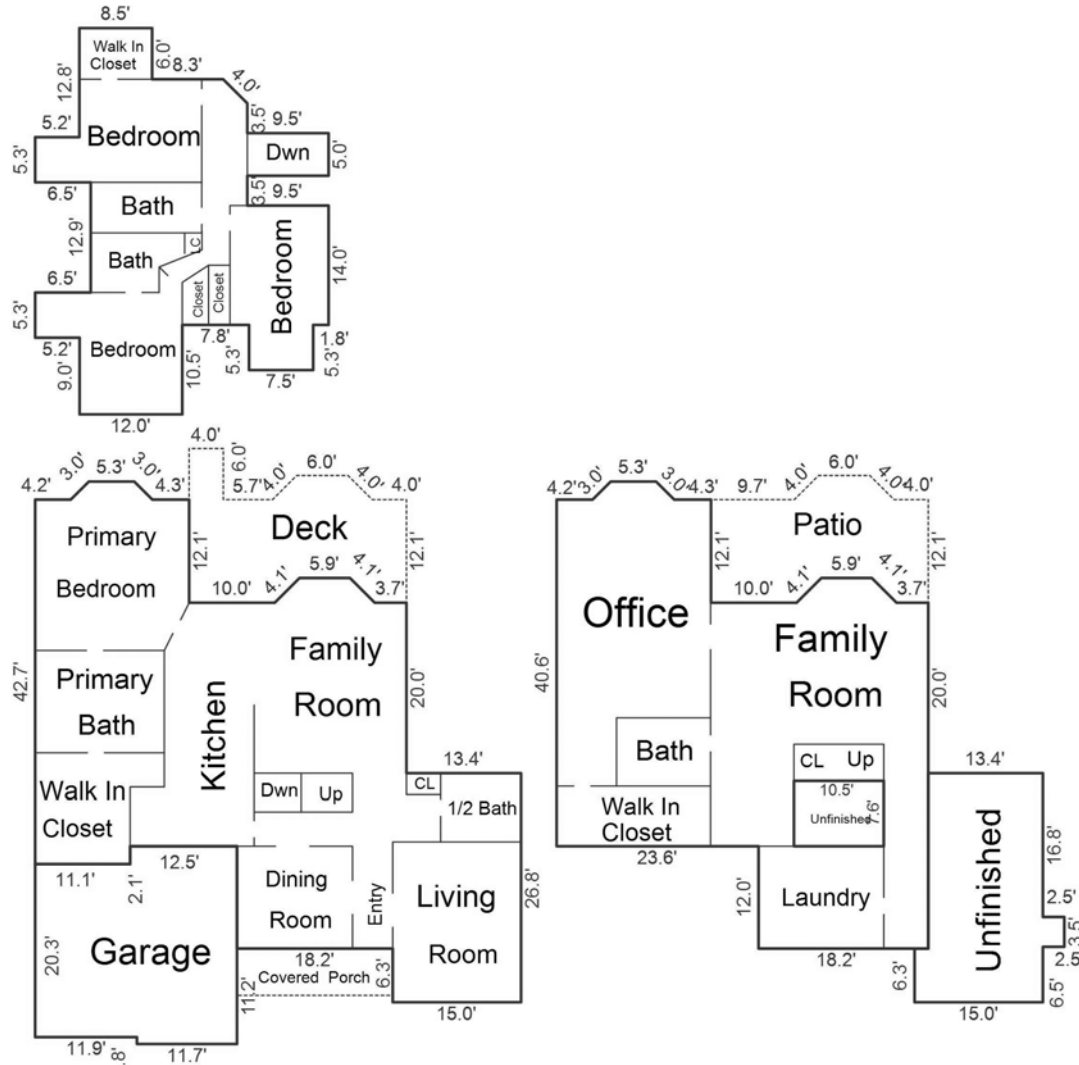 8.5'
Walk In
Closet
6.0'
8.3'
4.0'
12.8'
3.5'
9.5'
5.2'
Bedroom
Dwn
5.0'
5.3'
6.5'
Bath
3.5'
9.5'
12.9'
LC
Bath
Bedroom
14.0'
6.5'
Closet
Closet
5.3'
7.8'
1.8'
5.2'
Bedroom
10.5'
5.3'
5.3'
9.0'
7.5'
12.0'
4.0'
6.0'
4.2'
3.0'
5.3'
3.0'
4.3'
5.7'
4.0'
6.0'
4.0'
4.0'
Primary
Bedroom
12.1'
Deck
12.1'
10.0'
4.1'
5.9'
4.1'
3.7'
42.7'
Primary
Bath
Kitchen
Family
Room
20.0'
Walk In
Closet
Dwn
Up
13.4'
CL
1/2 Bath
11.1'
2.1'
12.5'
Dining
Room
Entry
Living
Room
26.8'
20.3'
Garage
18.2'
Covered Porch
6.3'
11.2'
15.0'
11.9'
.8'
11.7'
4.2'
3.0'
5.3'
3.0'
4.3'
9.7'
4.0'
6.0'
4.0'
4.0'
12.1'
Patio
12.1'
10.0'
4.1'
5.9'
4.1'
3.7'
Office
Family
Room
40.6'
20.0'
Bath
CL
Up
13.4'
Walk In
Closet
10.5'
7.6'
Unfinished
23.6'
16.8'
Unfinished
12.0'
Laundry
2.5'
3.5'
18.2'
6.3'
2.5'
6.5'
15.0'